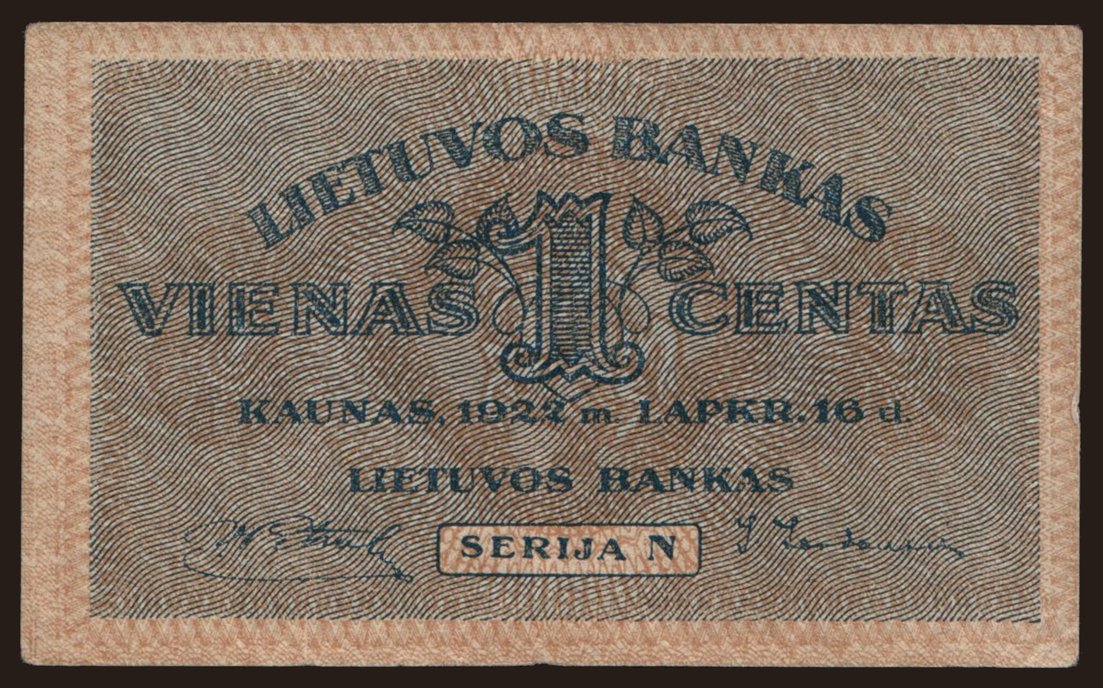 LIETUVOS BANKAS
VIENAS 1 CENTAS
KAUNAS, 1922 m. LAPKR. 16 d.
LIETUVOS BANKAS
SERIJA N